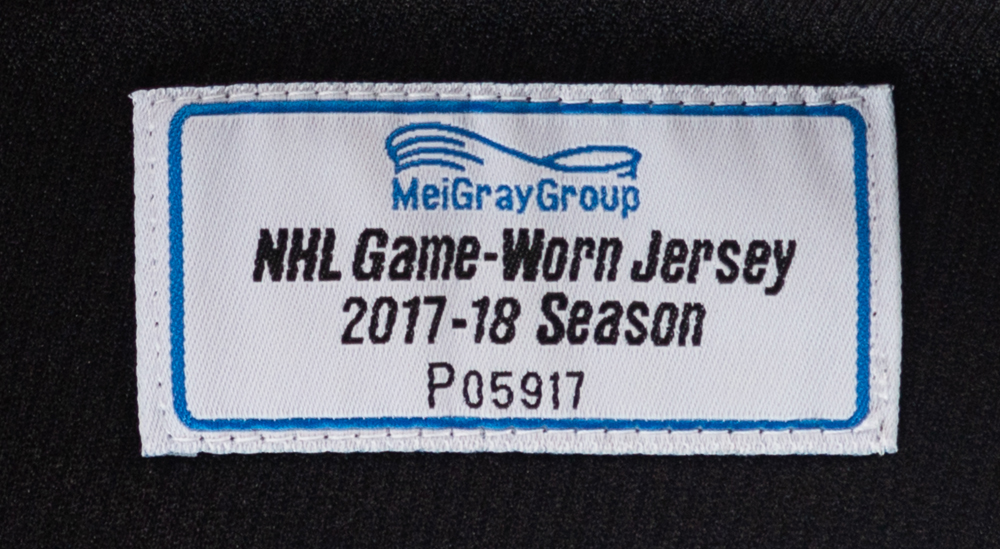 MeiGrayGroup
NHL Game-Worn Jersey
2017-18 Season
P05917